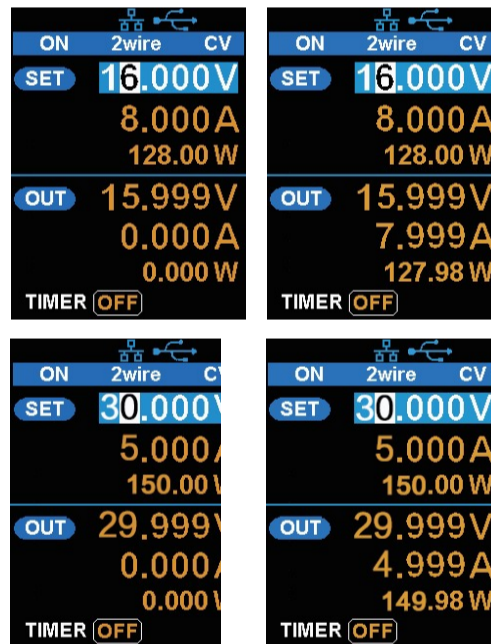 ON 2wire CV
SET 16.000V
8.000A
128.00 W
OUT 15.999V
0.000A
0.000 W
TIMER OFF
ON 2wire CV
SET 16.000V
8.000A
128.00 W
OUT 15.999V
7.999A
127.98 W
TIMER OFF
ON 2wire C
SET 30.000
5.000
150.00
OUT 29.999
0.000
0.000
TIMER OFF
ON 2wire CV
SET 30.000V
5.000A
150.00 W
OUT 29.999V
4.999A
149.98 W
TIMER OFF